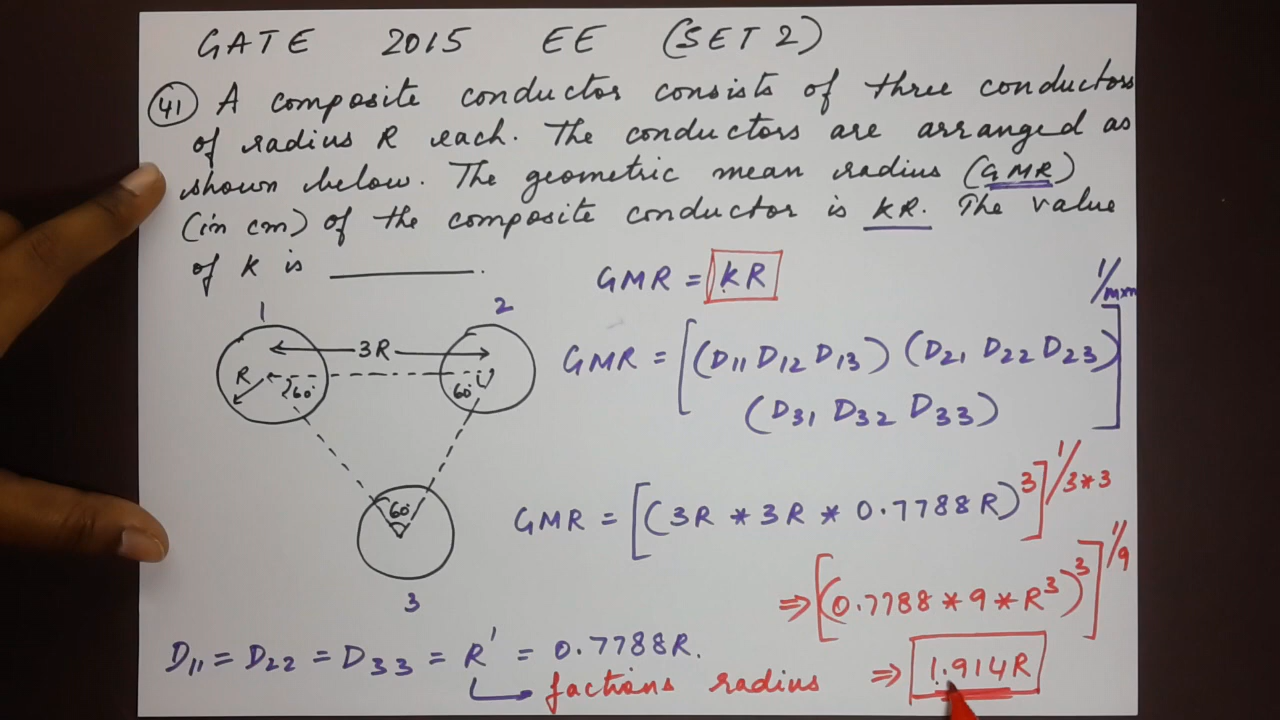 GATE 2015 EE (SET 2)
41 A composite conductor consists of three conductors
of radius R each. The conductors are arranged as
shown below. The geometric mean radius (GMR)
(in cm) of the composite conductor is kR. The value
of K is ________.
GMR = kR
1
2
3R
R
60°
60°
60°
3
GMR = [(D11 D12 D13) (D21 D22 D23)
(D31 D32 D33)]^1/m×n
GMR = [(3R * 3R * 0.7788R)^3]^1/3*3
⇒ [(0.7788 * 9 * R^3)^3]^1/9
D11 = D22 = D33 = R' = 0.7788R.
factions radius
⇒ 1.914R